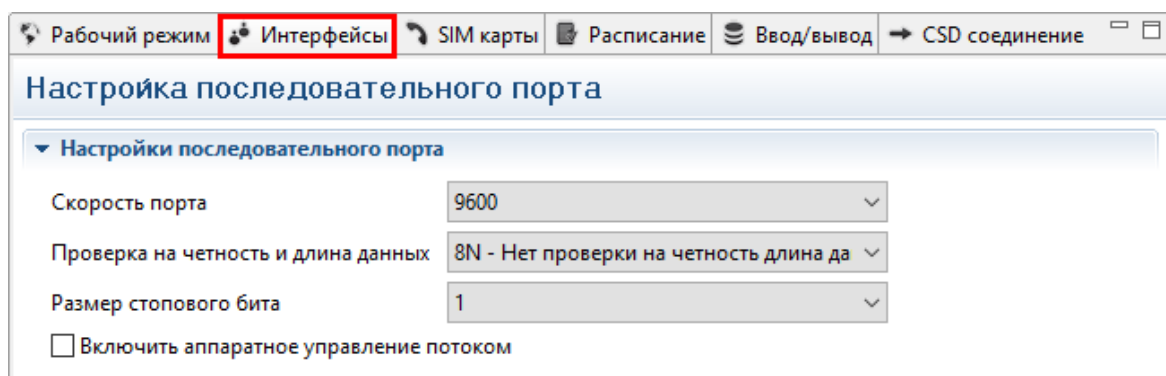 Рабочий режим Интерфейсы SIM карты Расписание Ввод/вывод CSD соединение
Настройка последовательного порта
Настройки последовательного порта
Скорость порта 9600
Проверка на четность и длина данных 8N - Нет проверки на четность длина да
Размер стопового бита 1
Включить аппаратное управление потоком